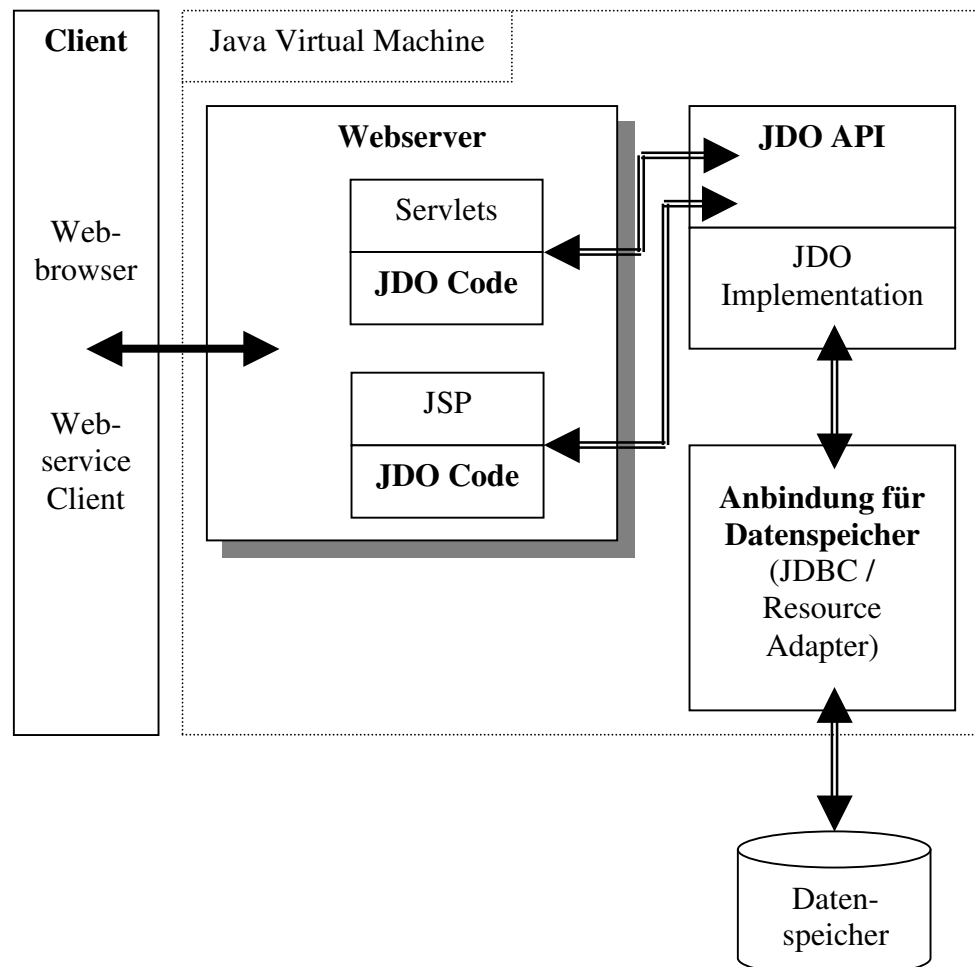 Client
Web-
browser
Web-
service
Client
Java Virtual Machine
Webserver
Servlets
JDO Code
JSP
JDO Code
JDO API
JDO
Implementation
Anbindung für
Datenspeicher
(JDBC /
Resource
Adapter)
Daten-
speicher